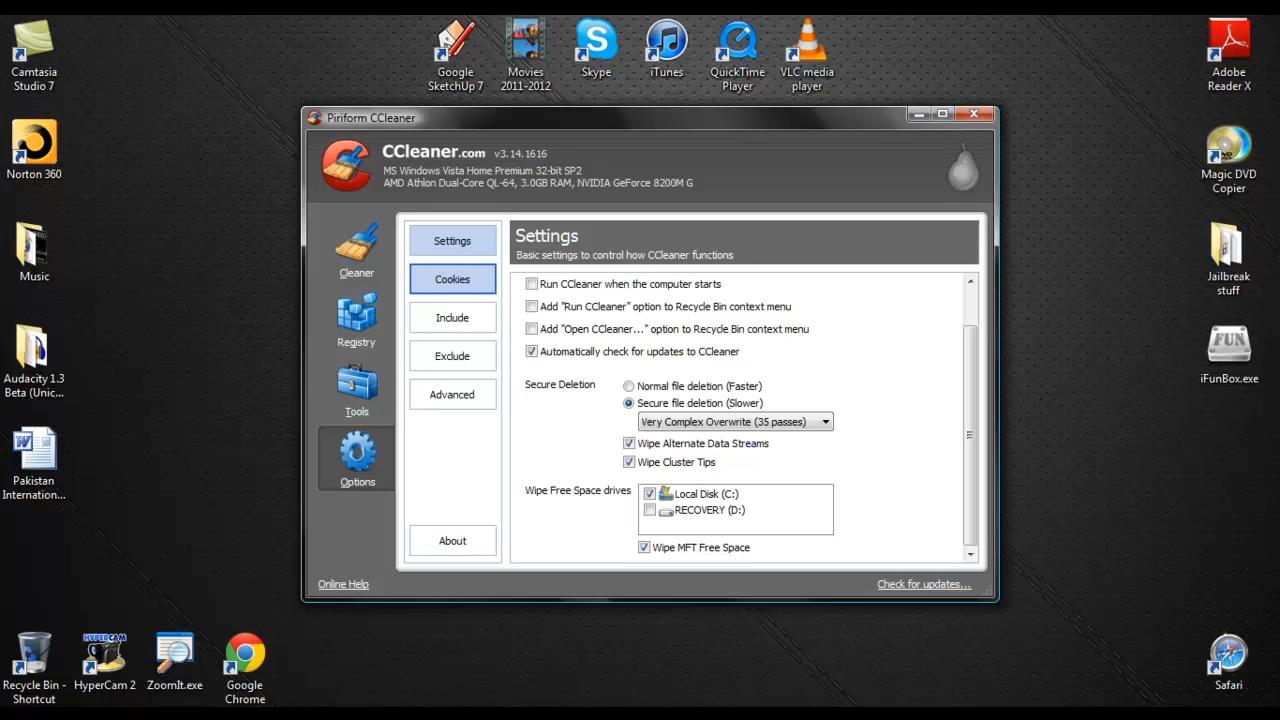 Camtasia
Studio 7
Google
SketchUp 7
Movies
2011-2012
Skype
iTunes
QuickTime
Player
VLC media
player
Adobe
Reader X
Norton 360
Magic DVD
Copier
Music
Jailbreak
stuff
Audacity 1.3
Beta (Unic...
FUN
iFunBox.exe
Pakistan
Internation...
Piriform CCleaner
CCleaner.com v3.14.1616
MS Windows Vista Home Premium 32-bit SP2
AMD Athlon Dual-Core QL-64, 3.0GB RAM, NVIDIA GeForce 8200M G
Cleaner
Registry
Tools
Options
Settings
Cookies
Include
Exclude
Advanced
About
Settings
Basic settings to control how CCleaner functions
Run CCleaner when the computer starts
Add "Run CCleaner" option to Recycle Bin context menu
Add "Open CCleaner..." option to Recycle Bin context menu
Automatically check for updates to CCleaner
Secure Deletion
Normal file deletion (Faster)
Secure file deletion (Slower)
Very Complex Overwrite (35 passes)
Wipe Alternate Data Streams
Wipe Cluster Tips
Wipe Free Space drives
Local Disk (C:)
RECOVERY (D:)
Wipe MFT Free Space
Online Help
Check for updates...
Recycle Bin -
Shortcut
HYPERCAM
HyperCam 2
ZoomIt.exe
Google
Chrome
Safari